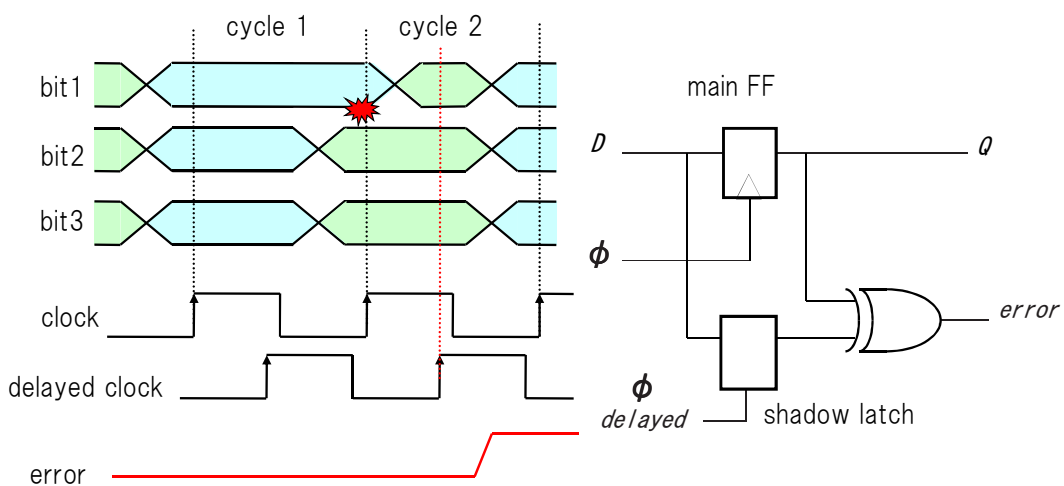 cycle 1
cycle 2
bit1
bit2
bit3
clock
delayed clock
error
main FF
D
Q
ϕ
error
ϕ
delayed
shadow latch